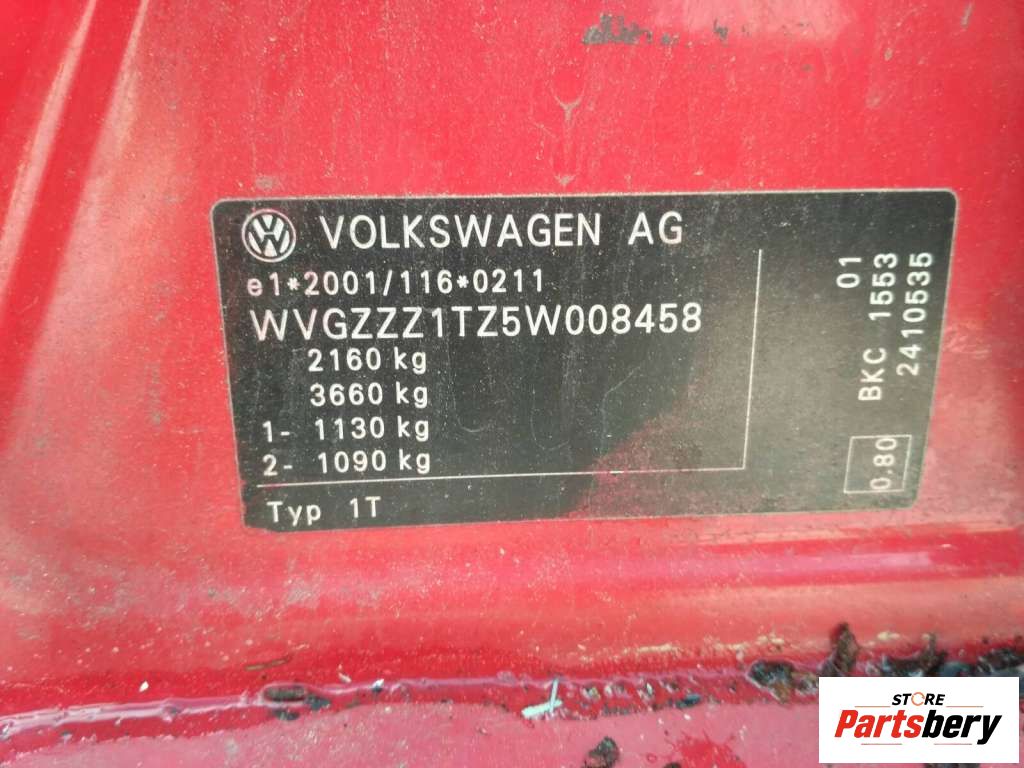 VOLKSWAGEN AG
e1*2001/116*0211
WVGZZZ1TZ5W008458
2160 kg
3660 kg
1- 1130 kg
2- 1090 kg
Typ 1T
01
BKC 1553
2410535
0.80
STORE
Partsbery